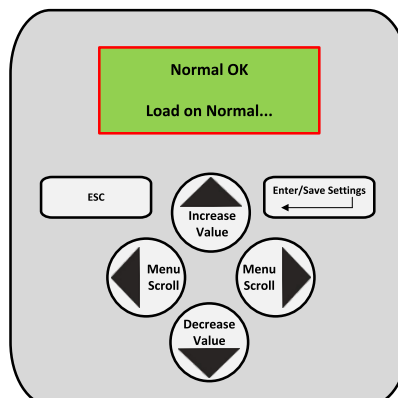 Normal OK
Load on Normal...
ESC
Enter/Save Settings
Increase
Value
Menu
Scroll
Menu
Scroll
Decrease
Value